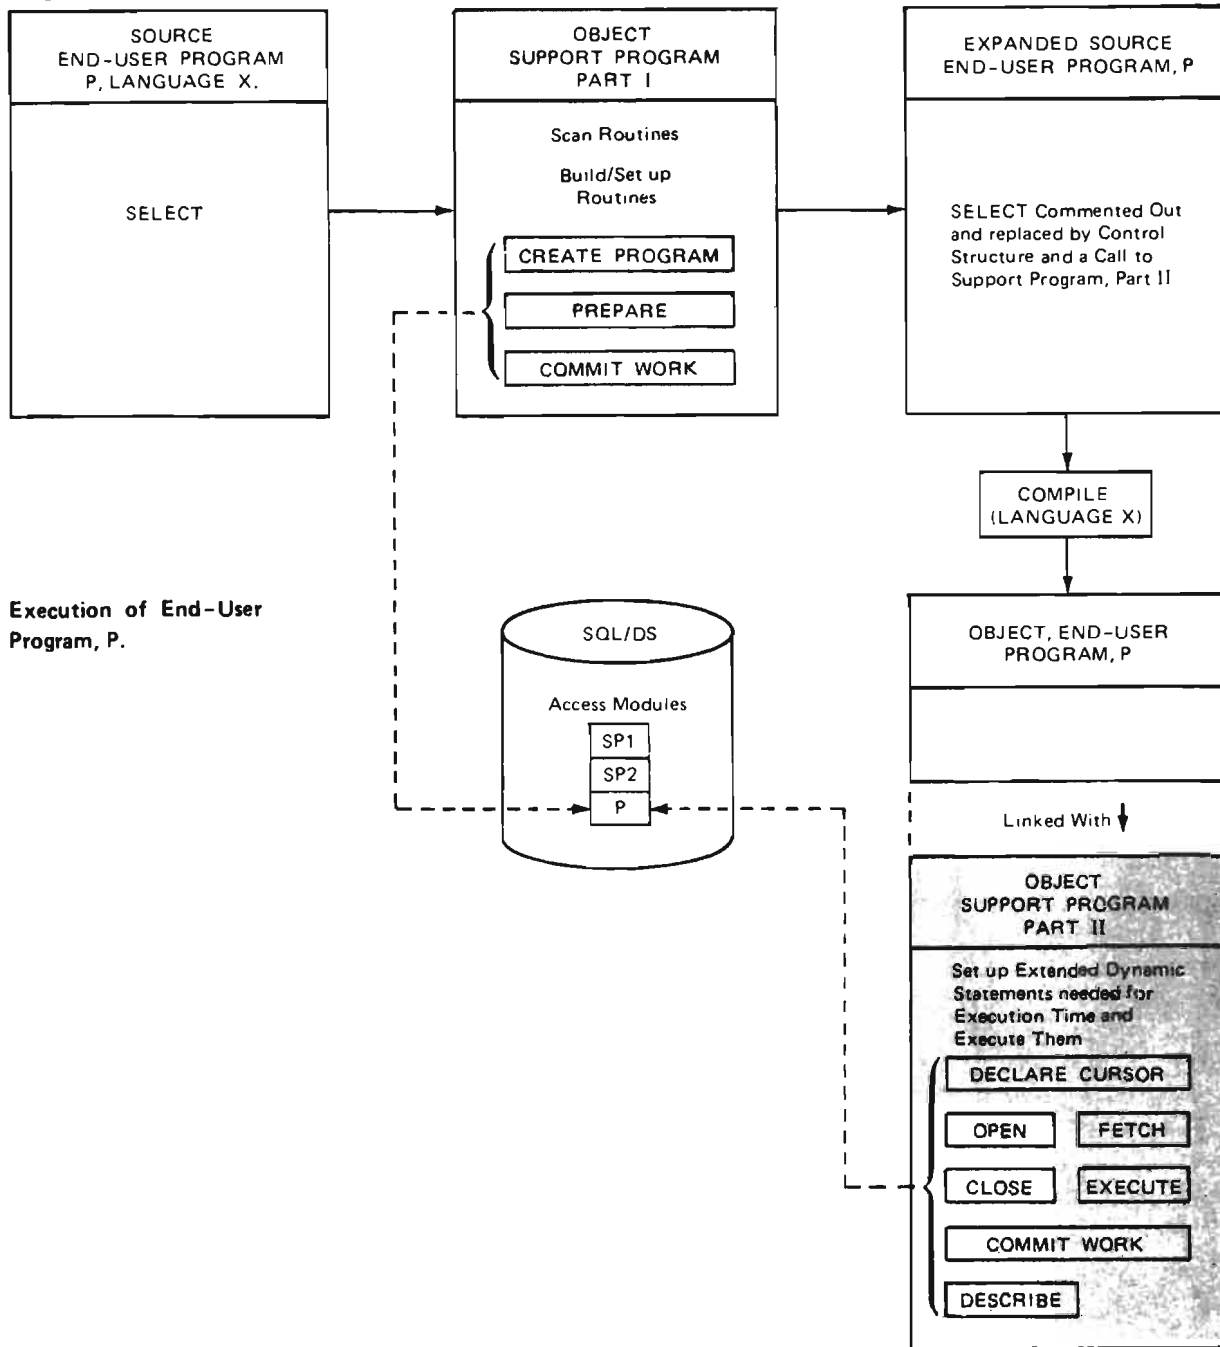 SOURCE
END-USER PROGRAM
P, LANGUAGE X.
SELECT
OBJECT
SUPPORT PROGRAM
PART I
Scan Routines
Build/Set up
Routines
CREATE PROGRAM
PREPARE
COMMIT WORK
EXPANDED SOURCE
END-USER PROGRAM, P
SELECT Commented Out
and replaced by Control
Structure and a Call to
Support Program, Part II
COMPILE
(LANGUAGE X)
Execution of End-User
Program, P.
SQL/DS
Access Modules
SP1
SP2
P
OBJECT, END-USER
PROGRAM, P
Linked With
OBJECT
SUPPORT PROGRAM
PART II
Set up Extended Dynamic
Statements needed for
Execution Time and
Execute Them
DECLARE CURSOR
OPEN FETCH
CLOSE EXECUTE
COMMIT WORK
DESCRIBE